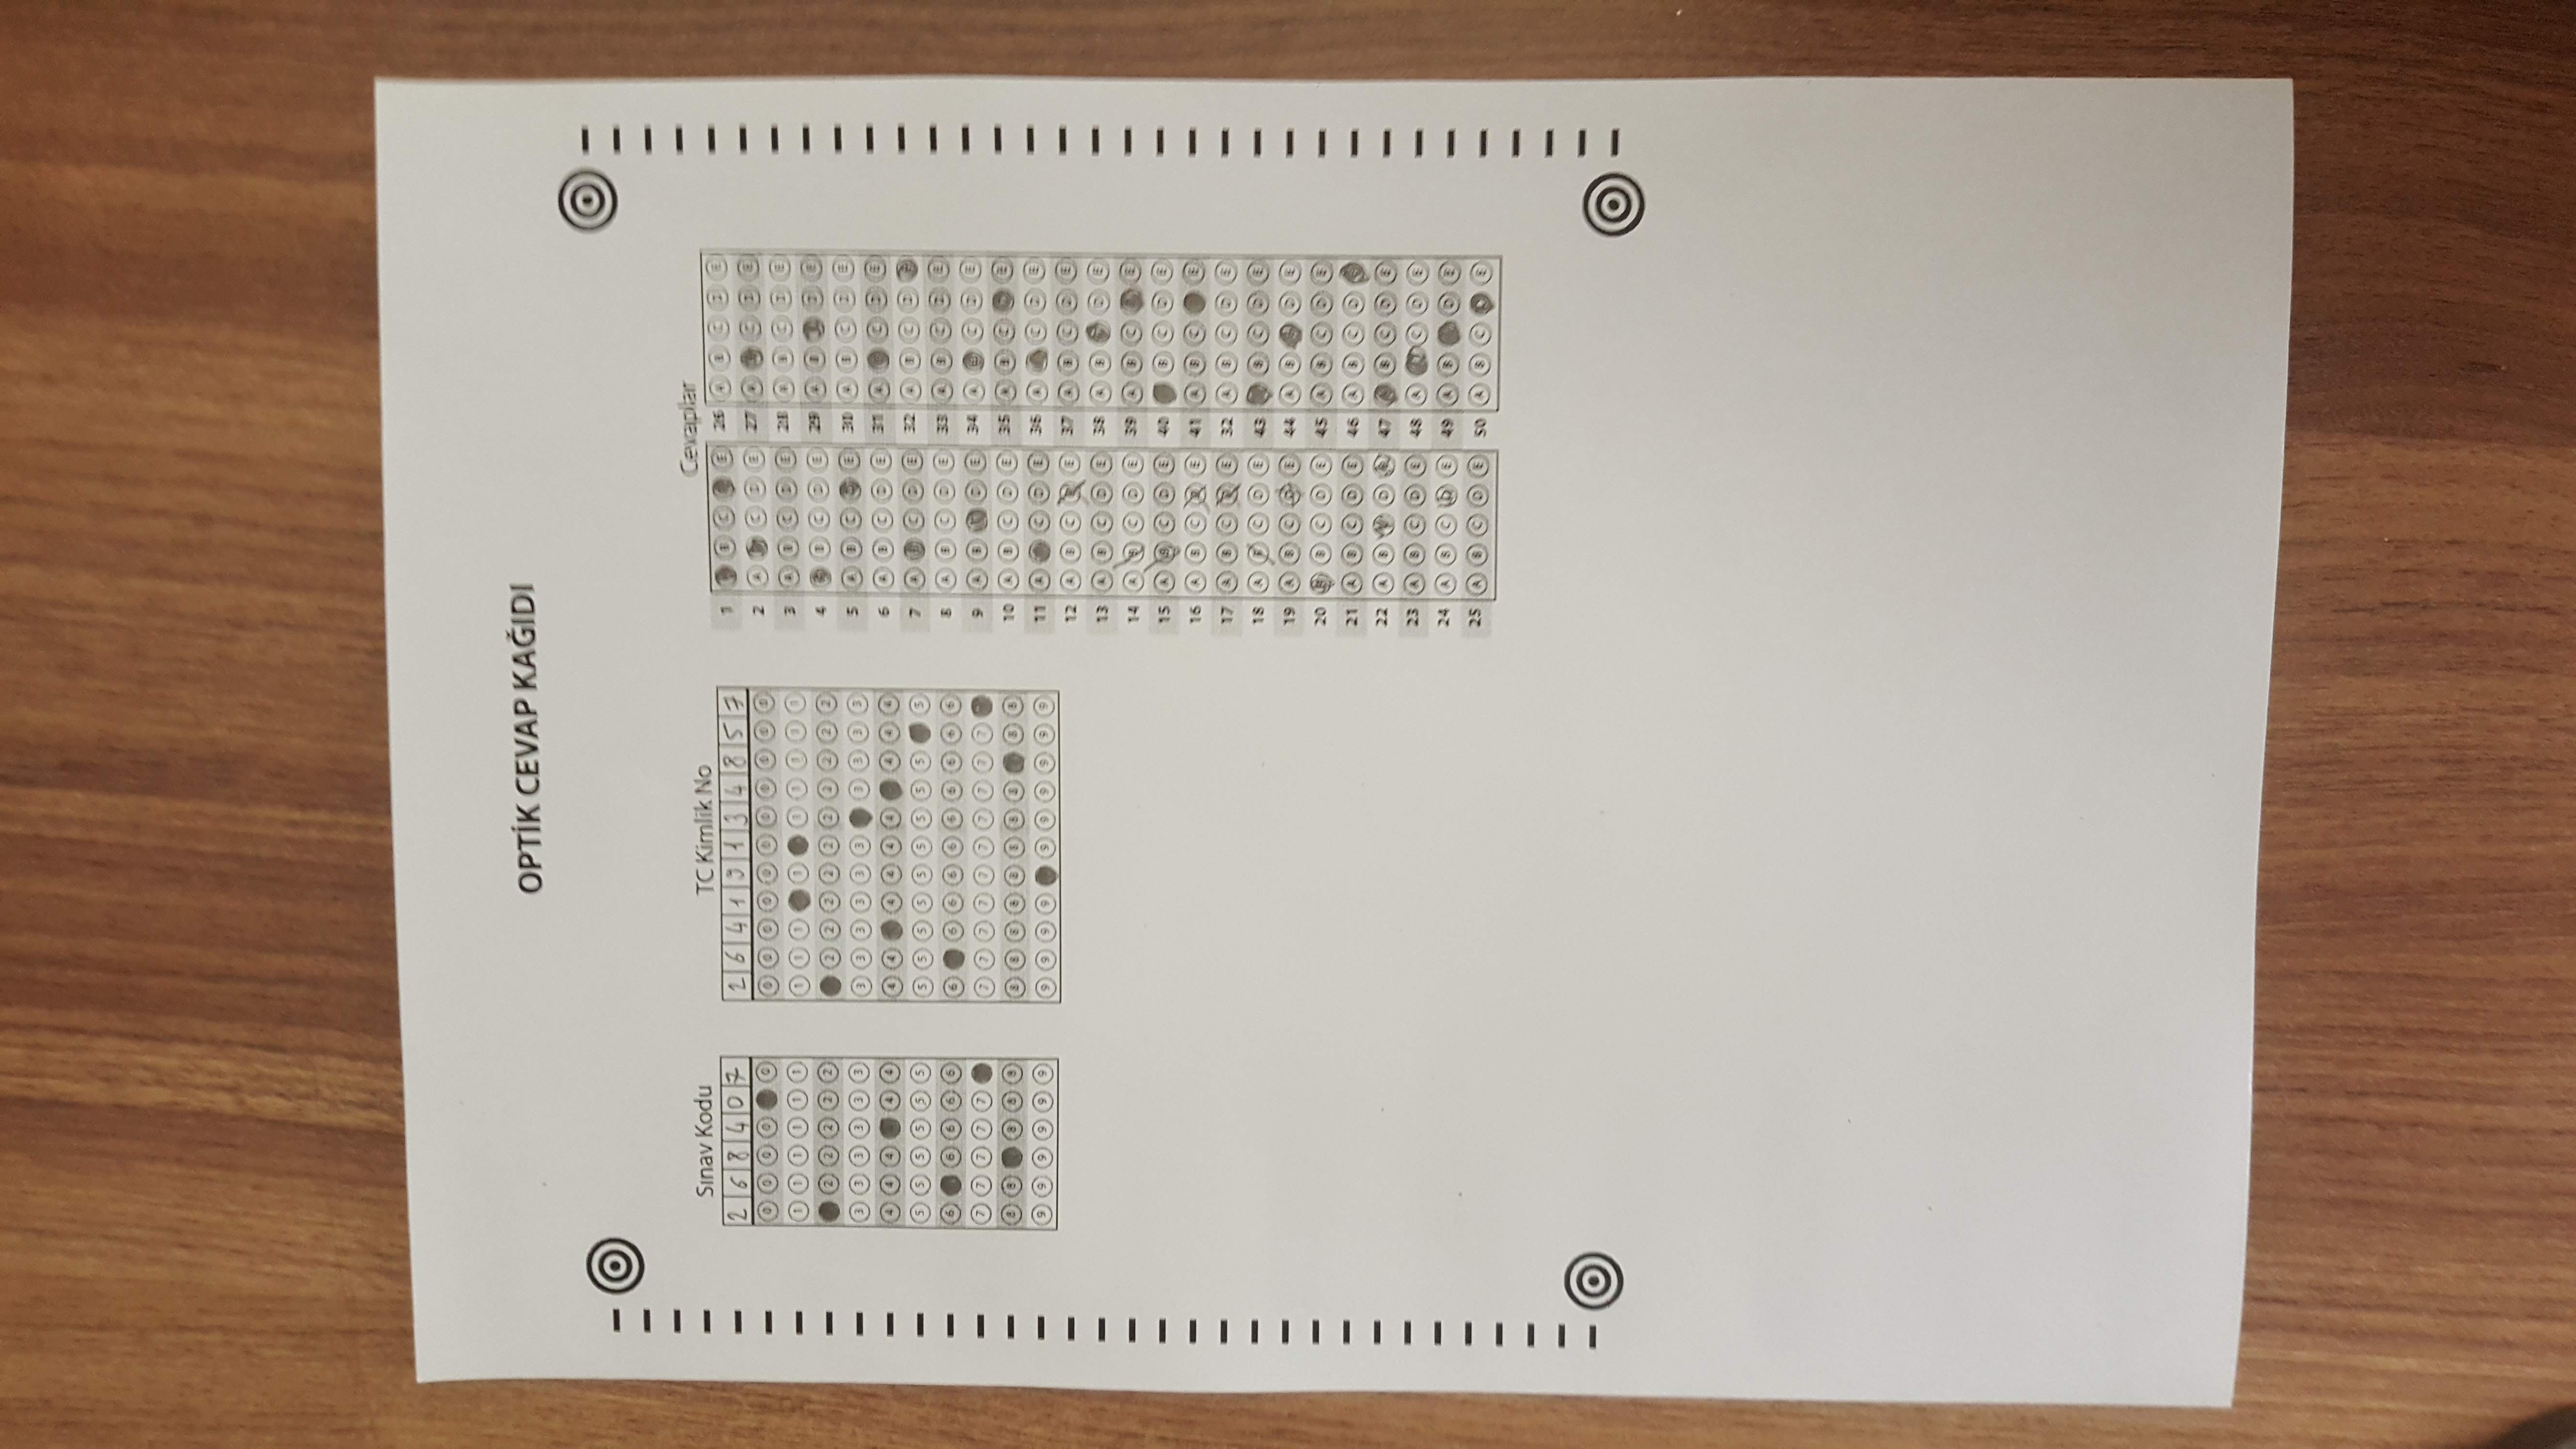 OPTİK CEVAP KAĞIDI
Sınav Kodu
2 6 8 4 0 7
0 0 0 0 0
1 1 1 1 1 1
2 2 2 2 2
3 3 3 3 3 3
4 4 4 4 4
5 5 5 5 5 5
6 6 6 6 6
7 7 7 7 7
8 8 8 8 8
9 9 9 9 9 9
TC Kimlik No
2 6 4 1 9 1 3 4 8 5 7
0 0 0 0 0 0 0 0 0 0 0
1 1 1 1 1 1 1 1 1
2 2 2 2 2 2 2 2 2 2
3 3 3 3 3 3 3 3 3 3
4 4 4 4 4 4 4 4 4
5 5 5 5 5 5 5 5 5 5
6 6 6 6 6 6 6 6 6 6
7 7 7 7 7 7 7 7 7 7
8 8 8 8 8 8 8 8 8 8
9 9 9 9 9 9 9 9 9 9
Cevaplar
1 B C E
2 A C D E
3 A B C D E
4 B C D E
5 A B C E
6 A B C D E
7 A C D E
8 A B C D E
9 A B D E
10 A B C D E
11 A C D E
12 A B C E
13 A B C D E
14 A C D E
15 A B C D E
16 A B C E
17 A B C E
18 A C D E
19 A B C D E
20 B C D E
21 A B C D E
22 A B D
23 A B C D E
24 A B C D E
25 A B C D E
26 A B C D E
27 A C D E
28 A B C D E
29 A B D E
30 A B C D E
31 A C D E
32 A B C D
33 A B C D E
34 A C D E
35 A B C E
36 A C D E
37 A B C D E
38 A B D E
39 A B C E
40 B C D E
41 A B C E
32 A B C D E
43 B C D E
44 A B D E
45 A B C D E
46 A B C D
47 B C D E
48 A C D E
49 A B D E
50 A B C E